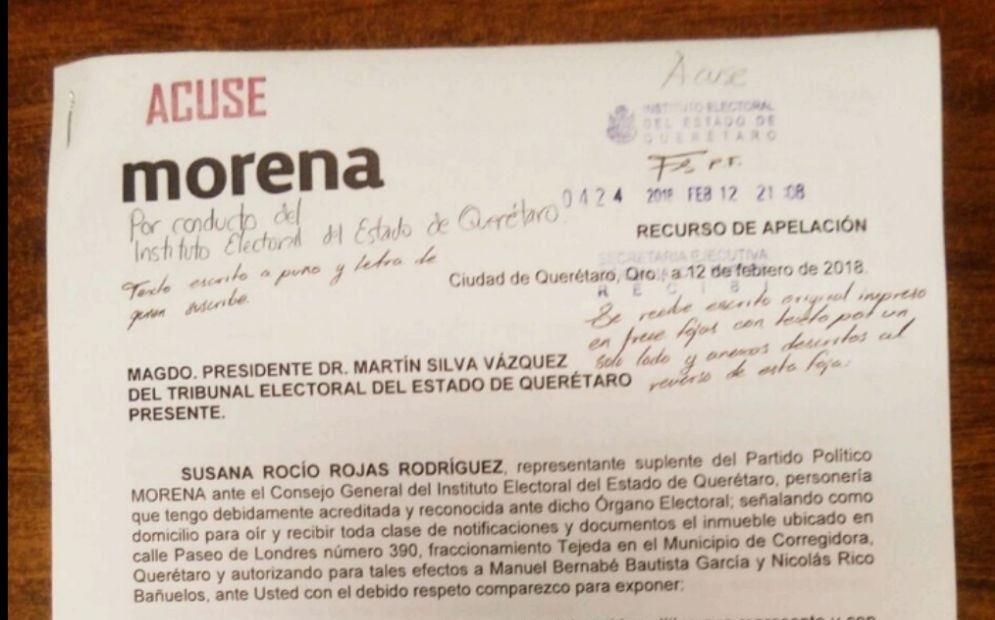 ACUSE
Acuse
INSTITUTO ELECTORAL
DEL ESTADO DE
QUERÉTARO
morena
0424 2018 FEB 12 21:08
Por conducto del
Instituto Electoral del Estado de Querétaro.
RECURSO DE APELACIÓN
SECRETARIA EJECUTIVA
Texto escrito a puño y letra de
quien suscribe.
Ciudad de Querétaro, Qro., a 12 de febrero de 2018.
RECIBI
Se recibe escrito original impreso
en trece fojas con texto por un
solo lado y anexos descritos al
reverso de esta foja.
MAGDO. PRESIDENTE DR. MARTÍN SILVA VÁZQUEZ
DEL TRIBUNAL ELECTORAL DEL ESTADO DE QUERÉTARO
PRESENTE.
SUSANA ROCÍO ROJAS RODRÍGUEZ, representante suplente del Partido Político
MORENA ante el Consejo General del Instituto Electoral del Estado de Querétaro, personería
que tengo debidamente acreditada y reconocida ante dicho Órgano Electoral; señalando como
domicilio para oír y recibir toda clase de notificaciones y documentos el inmueble ubicado en
calle Paseo de Londres número 390, fraccionamiento Tejeda en el Municipio de Corregidora,
Querétaro y autorizando para tales efectos a Manuel Bernabé Bautista García y Nicolás Rico
Bañuelos, ante Usted con el debido respeto comparezco para exponer: